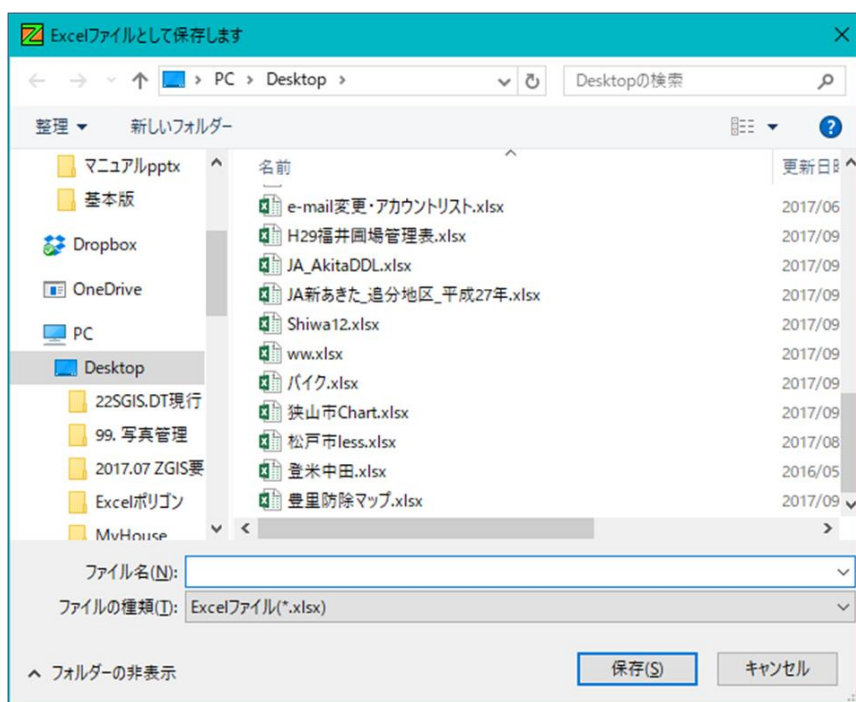 Excelファイルとして保存します
PC > Desktop >
Desktopの検索
整理
新しいフォルダー
マニュアルpptx
基本版
Dropbox
OneDrive
PC
Desktop
22SGIS.DT現行
99. 写真管理
2017.07 ZGIS要
Excelポリゴン
MyHouse
名前 更新日
e-mail変更・アカウントリスト.xlsx 2017/06
H29福井圃場管理表.xlsx 2017/09
JA_AkitaDDL.xlsx 2017/09
JA新あきた_追分地区_平成27年.xlsx 2017/09
Shiwa12.xlsx 2017/09
ww.xlsx 2017/09
バイク.xlsx 2017/09
狭山市Chart.xlsx 2017/09
松戸市less.xlsx 2017/08
登米中田.xlsx 2016/05
豊里防除マップ.xlsx 2017/09
ファイル名(N):
ファイルの種類(T): Excelファイル(*.xlsx)
フォルダーの非表示
保存(S)
キャンセル